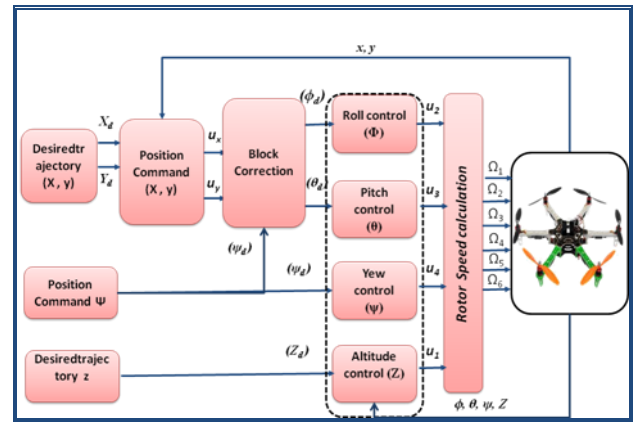 x, y
(ϕd)
Xd
ux
u2
Roll control
(Φ)
Desiredtr
ajectory
(X , y)
Position
Command
(X , y)
Block
Correction
Yd
uy
(θd)
u3
Pitch
control
(θ)
Rotor Speed calculation
Ω1
Ω2
Ω3
Ω4
Ω5
Ω6
(ψd)
(ψd)
u4
Position
Command Ψ
Yew
control
(ψ)
(Zd)
u1
Desiredtrajec
tory z
Altitude
control (Z)
ϕ, θ, ψ, Z